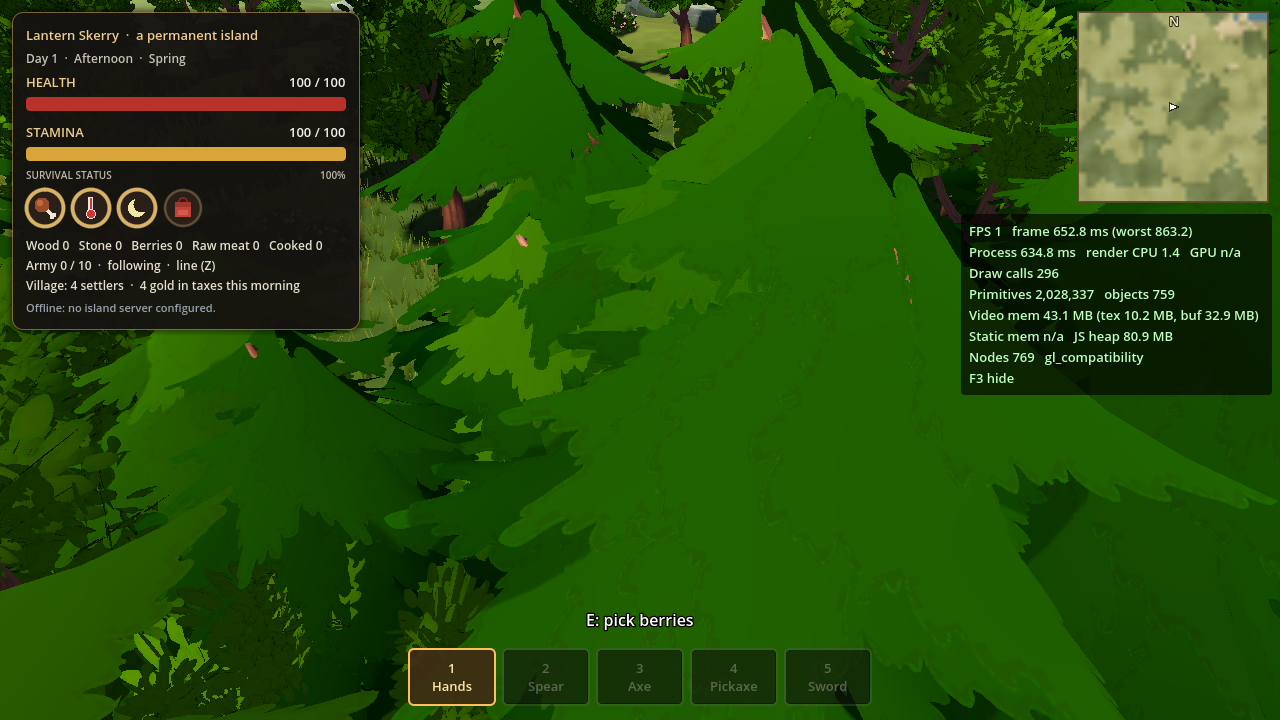 Lantern Skerry · a permanent island
Day 1 · Afternoon · Spring
HEALTH 100 / 100
STAMINA 100 / 100
SURVIVAL STATUS 100%
Wood 0 Stone 0 Berries 0 Raw meat 0 Cooked 0
Army 0 / 10 · following · line (Z)
Village: 4 settlers · 4 gold in taxes this morning
Offline: no island server configured.
N
FPS 1 frame 652.8 ms (worst 863.2)
Process 634.8 ms render CPU 1.4 GPU n/a
Draw calls 296
Primitives 2,028,337 objects 759
Video mem 43.1 MB (tex 10.2 MB, buf 32.9 MB)
Static mem n/a JS heap 80.9 MB
Nodes 769 gl_compatibility
F3 hide
E: pick berries
1 2 3 4 5
Hands Spear Axe Pickaxe Sword